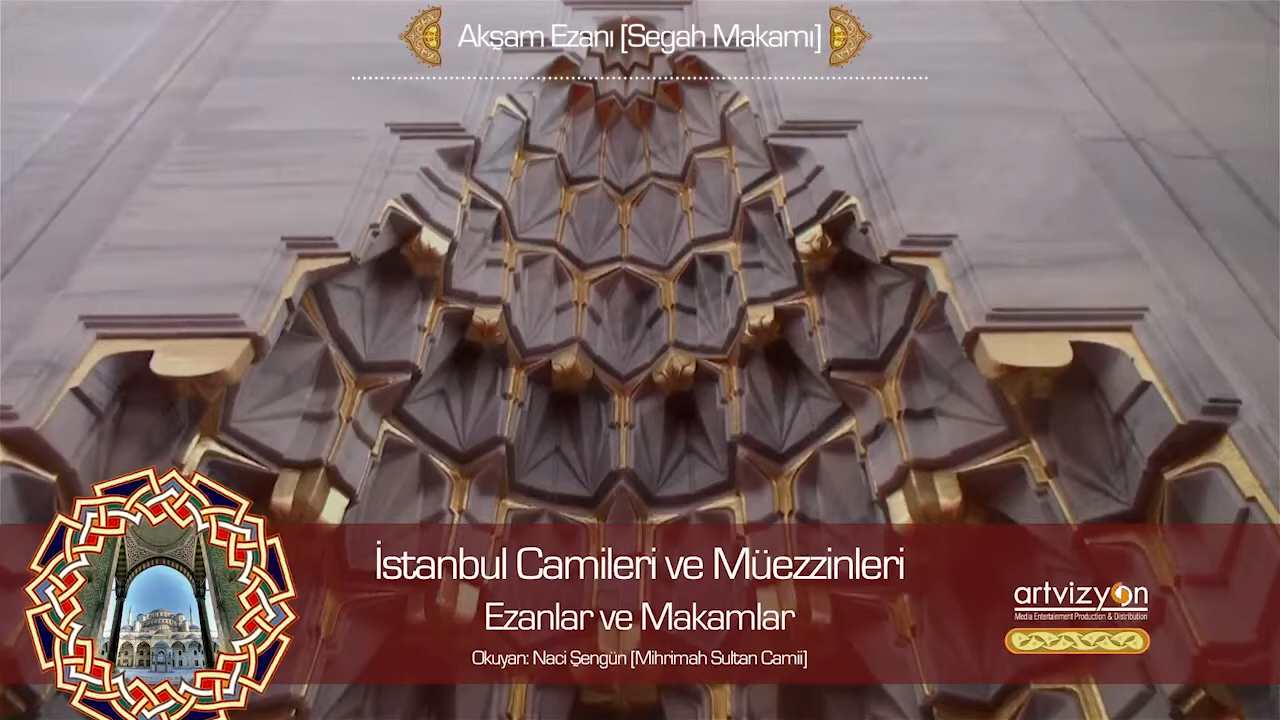 Akşam Ezanı [Segah Makamı]
İstanbul Camileri ve Müezzinleri
Ezanlar ve Makamlar
Okuyan: Naci Şengün [Mihrimah Sultan Camii]
artvizyon
Media Entertainment Production & Distribution